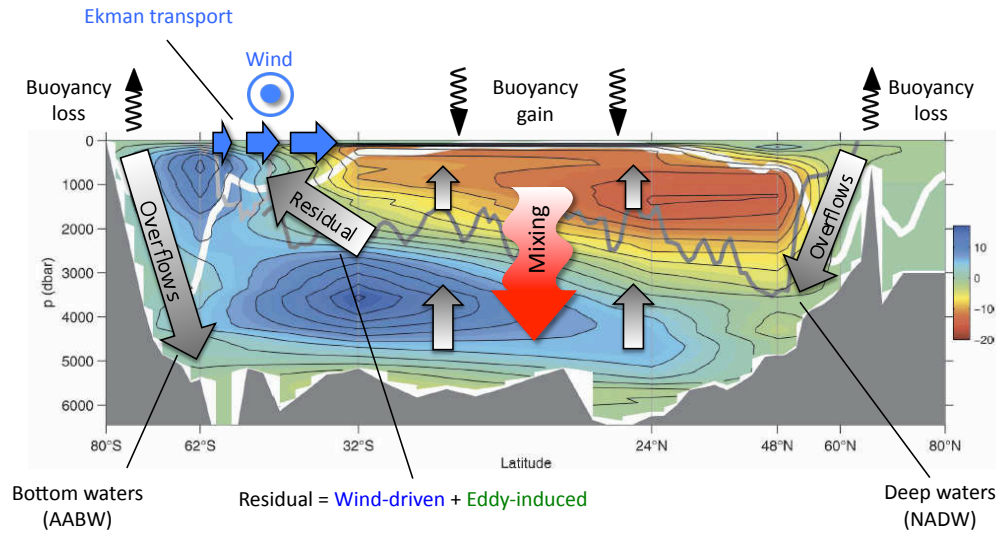 Ekman transport
Wind
Buoyancy
loss
Buoyancy
gain
Buoyancy
loss
0
1000
2000
3000
4000
5000
6000
p (dbar)
Overflows
Residual
Mixing
Overflows
10
0
-10
-20
80°S
62°S
32°S
24°N
48°N
60°N
80°N
Latitude
Bottom waters
(AABW)
Residual = Wind-driven + Eddy-induced
Deep waters
(NADW)